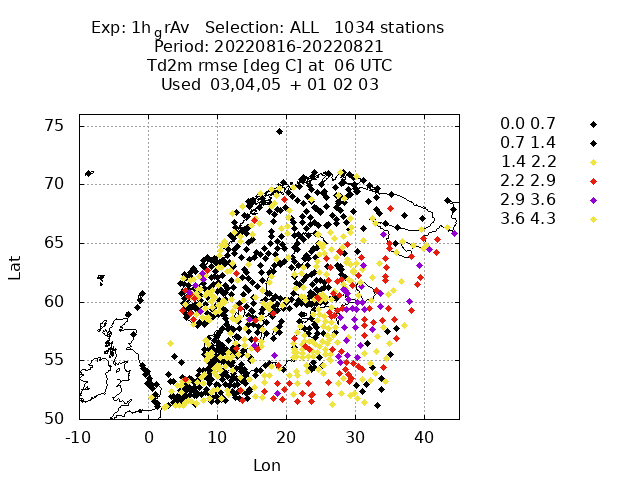 Exp: 1h grAv Selection: ALL 1034 stations
Period: 20220816-20220821
Td2m rmse [deg C] at 06 UTC
Used 03,04,05 + 01 02 03
0.0 0.7
0.7 1.4
1.4 2.2
2.2 2.9
2.9 3.6
3.6 4.3
75
70
65
60
55
50
Lat
-10 0 10 20 30 40
Lon